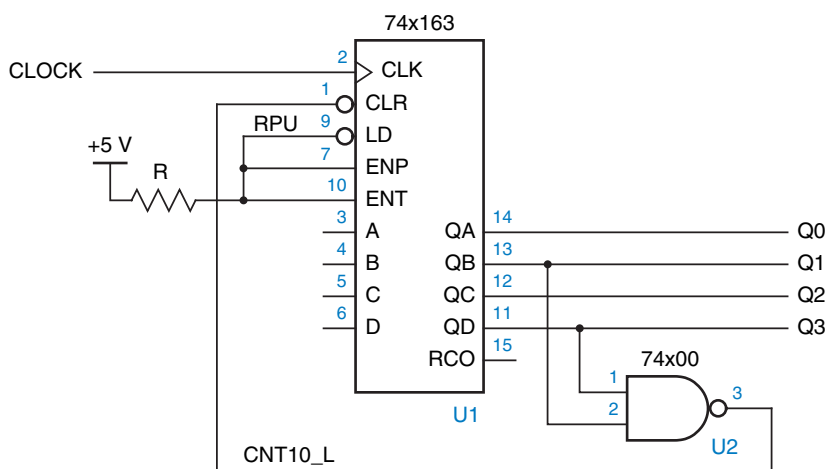 74x163
CLOCK
2
CLK
1
CLR
RPU
9
LD
+5 V
7
ENP
R
10
ENT
3
A
QA
14
Q0
4
B
QB
13
Q1
5
C
QC
12
Q2
6
D
QD
11
Q3
RCO
15
74x00
1
2
3
U1
U2
CNT10_L